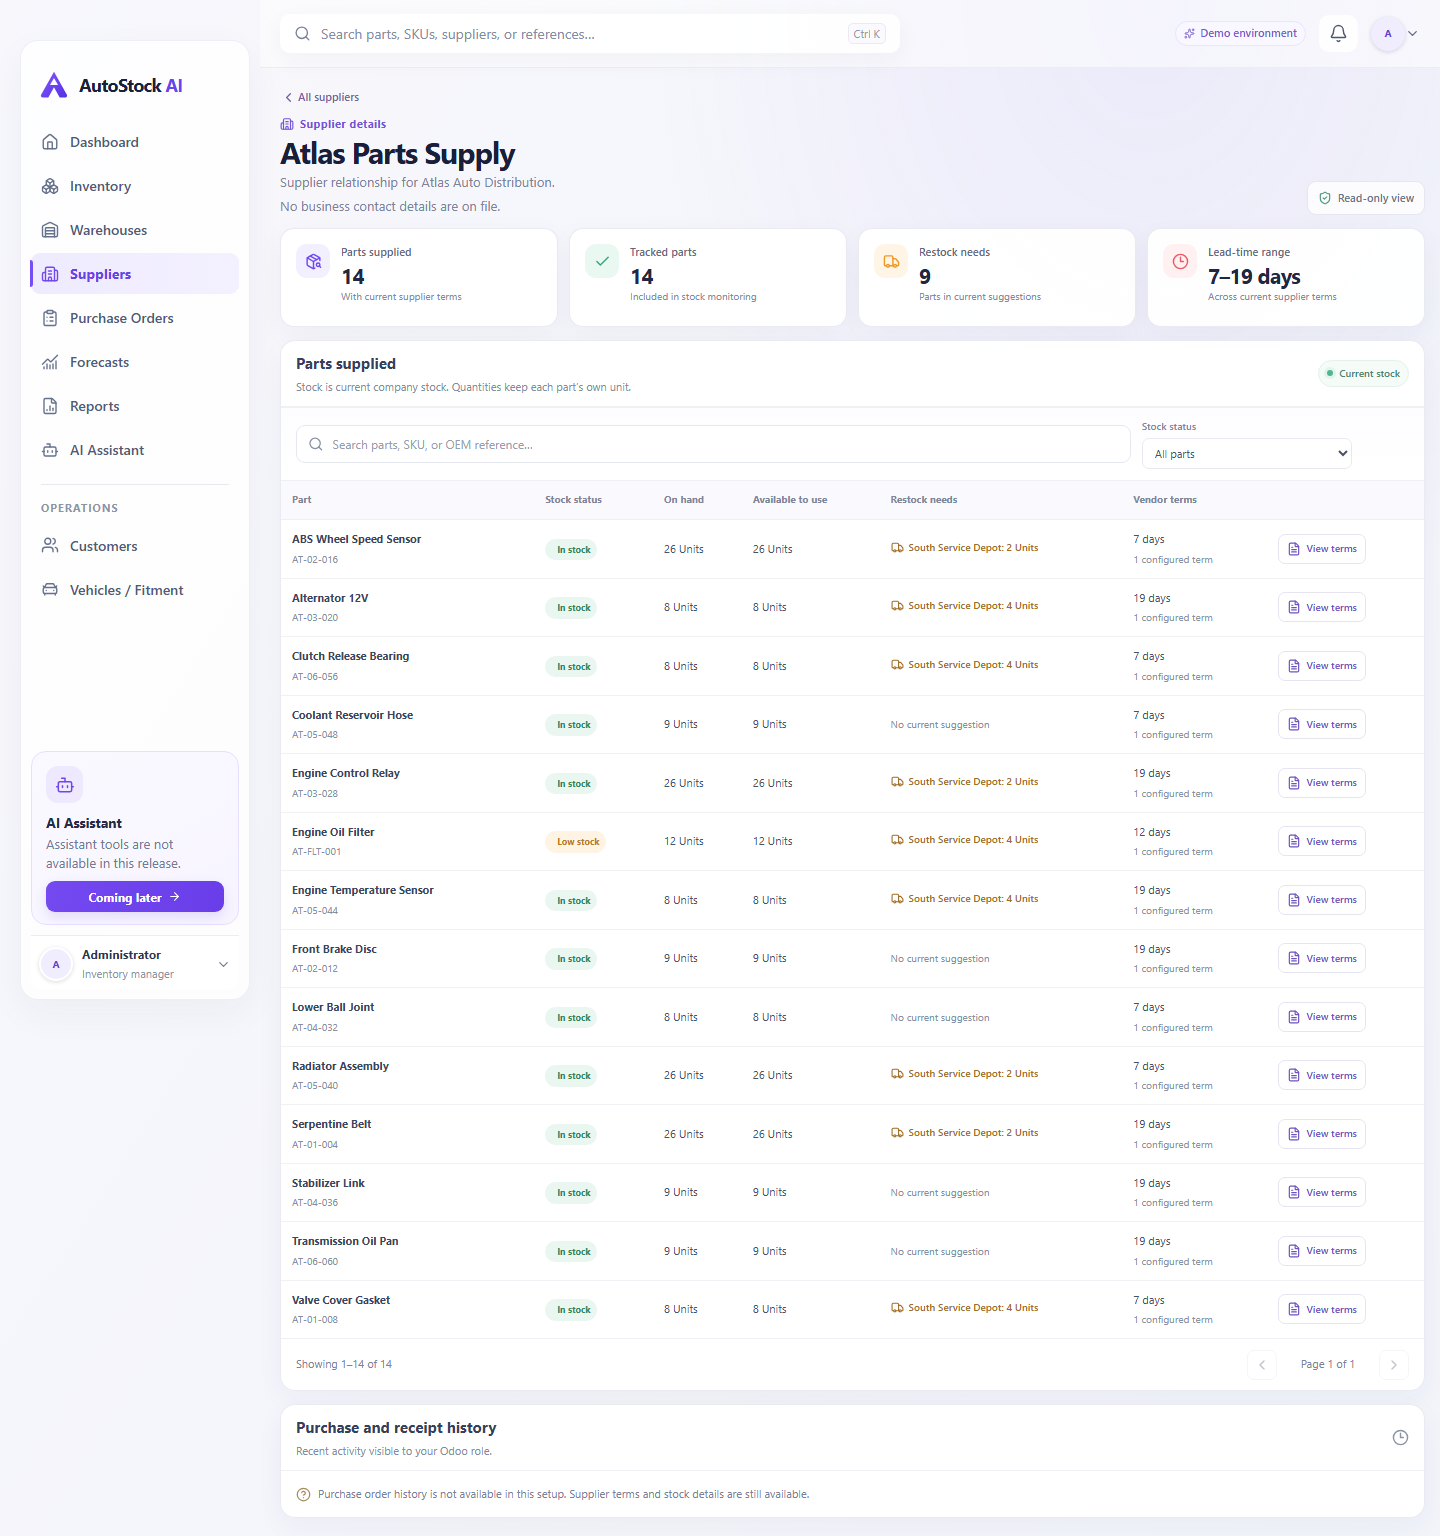 Search parts, SKUs, suppliers, or references...
Ctrl K
Demo environment
A
AutoStock AI
Dashboard
Inventory
Warehouses
Suppliers
Purchase Orders
Forecasts
Reports
AI Assistant
OPERATIONS
Customers
Vehicles / Fitment
AI Assistant
Assistant tools are not
available in this release.
Coming later
A
Administrator
Inventory manager
All suppliers
Supplier details
Atlas Parts Supply
Supplier relationship for Atlas Auto Distribution.
No business contact details are on file.
Read-only view
Parts supplied
14
With current supplier terms
Tracked parts
14
Included in stock monitoring
Restock needs
9
Parts in current suggestions
Lead-time range
7–19 days
Across current supplier terms
Parts supplied
Stock is current company stock. Quantities keep each part's own unit.
Current stock
Search parts, SKU, or OEM reference...
Stock status
All parts
Part Stock status On hand Available to use Restock needs Vendor terms
ABS Wheel Speed Sensor
AT-02-016
In stock 26 Units 26 Units South Service Depot: 2 Units
7 days
1 configured term
View terms
Alternator 12V
AT-03-020
In stock 8 Units 8 Units South Service Depot: 4 Units
19 days
1 configured term
View terms
Clutch Release Bearing
AT-06-056
In stock 8 Units 8 Units South Service Depot: 4 Units
7 days
1 configured term
View terms
Coolant Reservoir Hose
AT-05-048
In stock 9 Units 9 Units No current suggestion
7 days
1 configured term
View terms
Engine Control Relay
AT-03-028
In stock 26 Units 26 Units South Service Depot: 2 Units
19 days
1 configured term
View terms
Engine Oil Filter
AT-FLT-001
Low stock 12 Units 12 Units South Service Depot: 4 Units
12 days
1 configured term
View terms
Engine Temperature Sensor
AT-05-044
In stock 8 Units 8 Units South Service Depot: 4 Units
19 days
1 configured term
View terms
Front Brake Disc
AT-02-012
In stock 9 Units 9 Units No current suggestion
19 days
1 configured term
View terms
Lower Ball Joint
AT-04-032
In stock 8 Units 8 Units No current suggestion
7 days
1 configured term
View terms
Radiator Assembly
AT-05-040
In stock 26 Units 26 Units South Service Depot: 2 Units
7 days
1 configured term
View terms
Serpentine Belt
AT-01-004
In stock 26 Units 26 Units South Service Depot: 2 Units
19 days
1 configured term
View terms
Stabilizer Link
AT-04-036
In stock 9 Units 9 Units No current suggestion
19 days
1 configured term
View terms
Transmission Oil Pan
AT-06-060
In stock 9 Units 9 Units No current suggestion
19 days
1 configured term
View terms
Valve Cover Gasket
AT-01-008
In stock 8 Units 8 Units South Service Depot: 4 Units
7 days
1 configured term
View terms
Showing 1–14 of 14
Page 1 of 1
Purchase and receipt history
Recent activity visible to your Odoo role.
Purchase order history is not available in this setup. Supplier terms and stock details are still available.